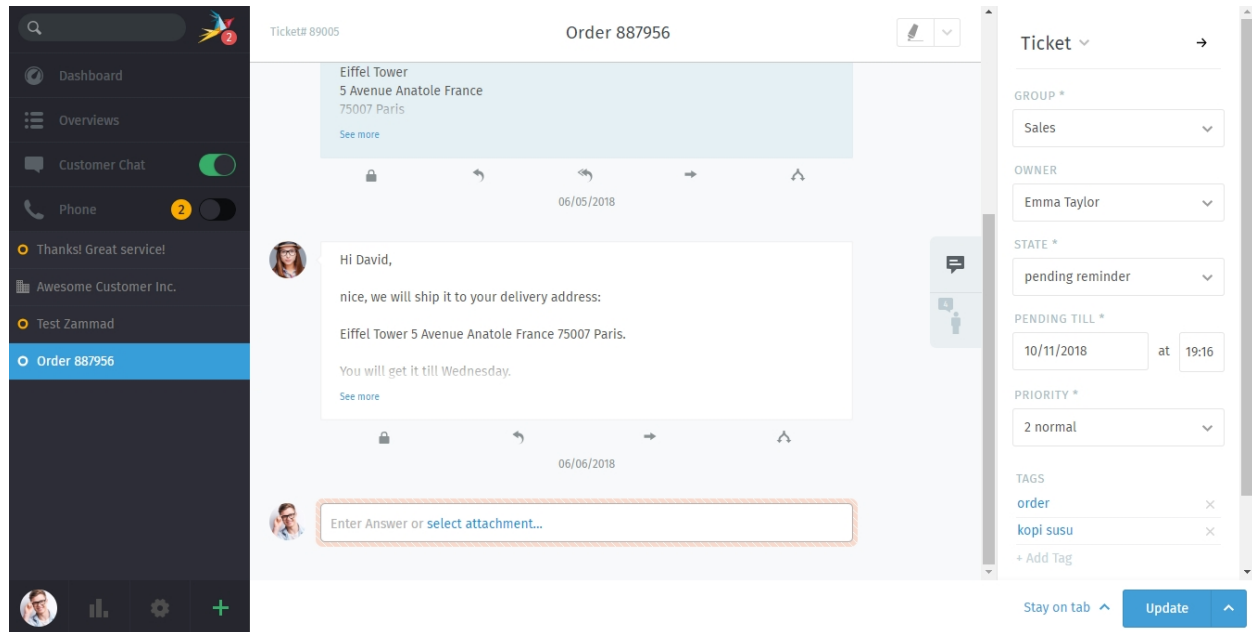 2
Dashboard
Overviews
Customer Chat
Phone 2
Thanks! Great service!
Awesome Customer Inc.
Test Zammad
Order 887956
Ticket# 89005
Order 887956
Eiffel Tower
5 Avenue Anatole France
75007 Paris
See more
06/05/2018
Hi David,
nice, we will ship it to your delivery address:
Eiffel Tower 5 Avenue Anatole France 75007 Paris.
You will get it till Wednesday.
See more
06/06/2018
Enter Answer or select attachment...
Ticket
GROUP *
Sales
OWNER
Emma Taylor
STATE *
pending reminder
PENDING TILL *
10/11/2018 at 19:16
PRIORITY *
2 normal
TAGS
order
kopi susu
+ Add Tag
Stay on tab
Update